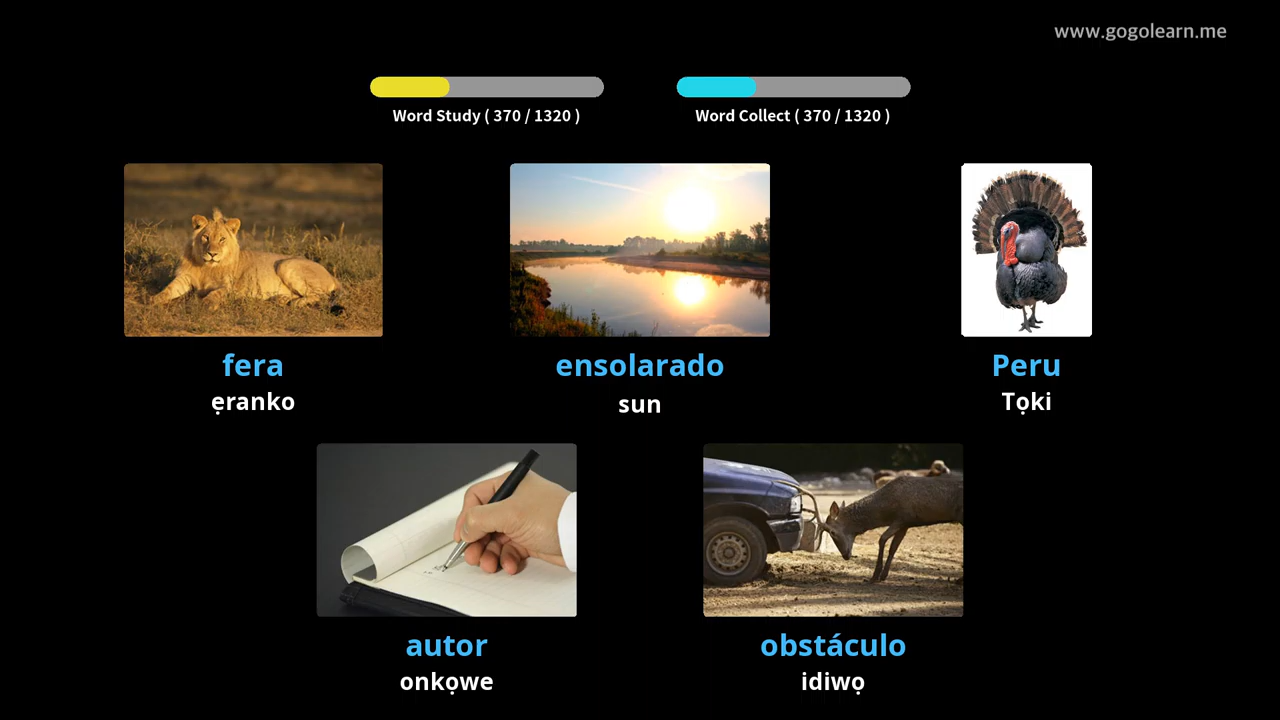 www.gogolearn.me
Word Study ( 370 / 1320 )
Word Collect ( 370 / 1320 )
fera
ẹranko
ensolarado
sun
Peru
Tọki
autor
onkọwe
obstáculo
idiwọ